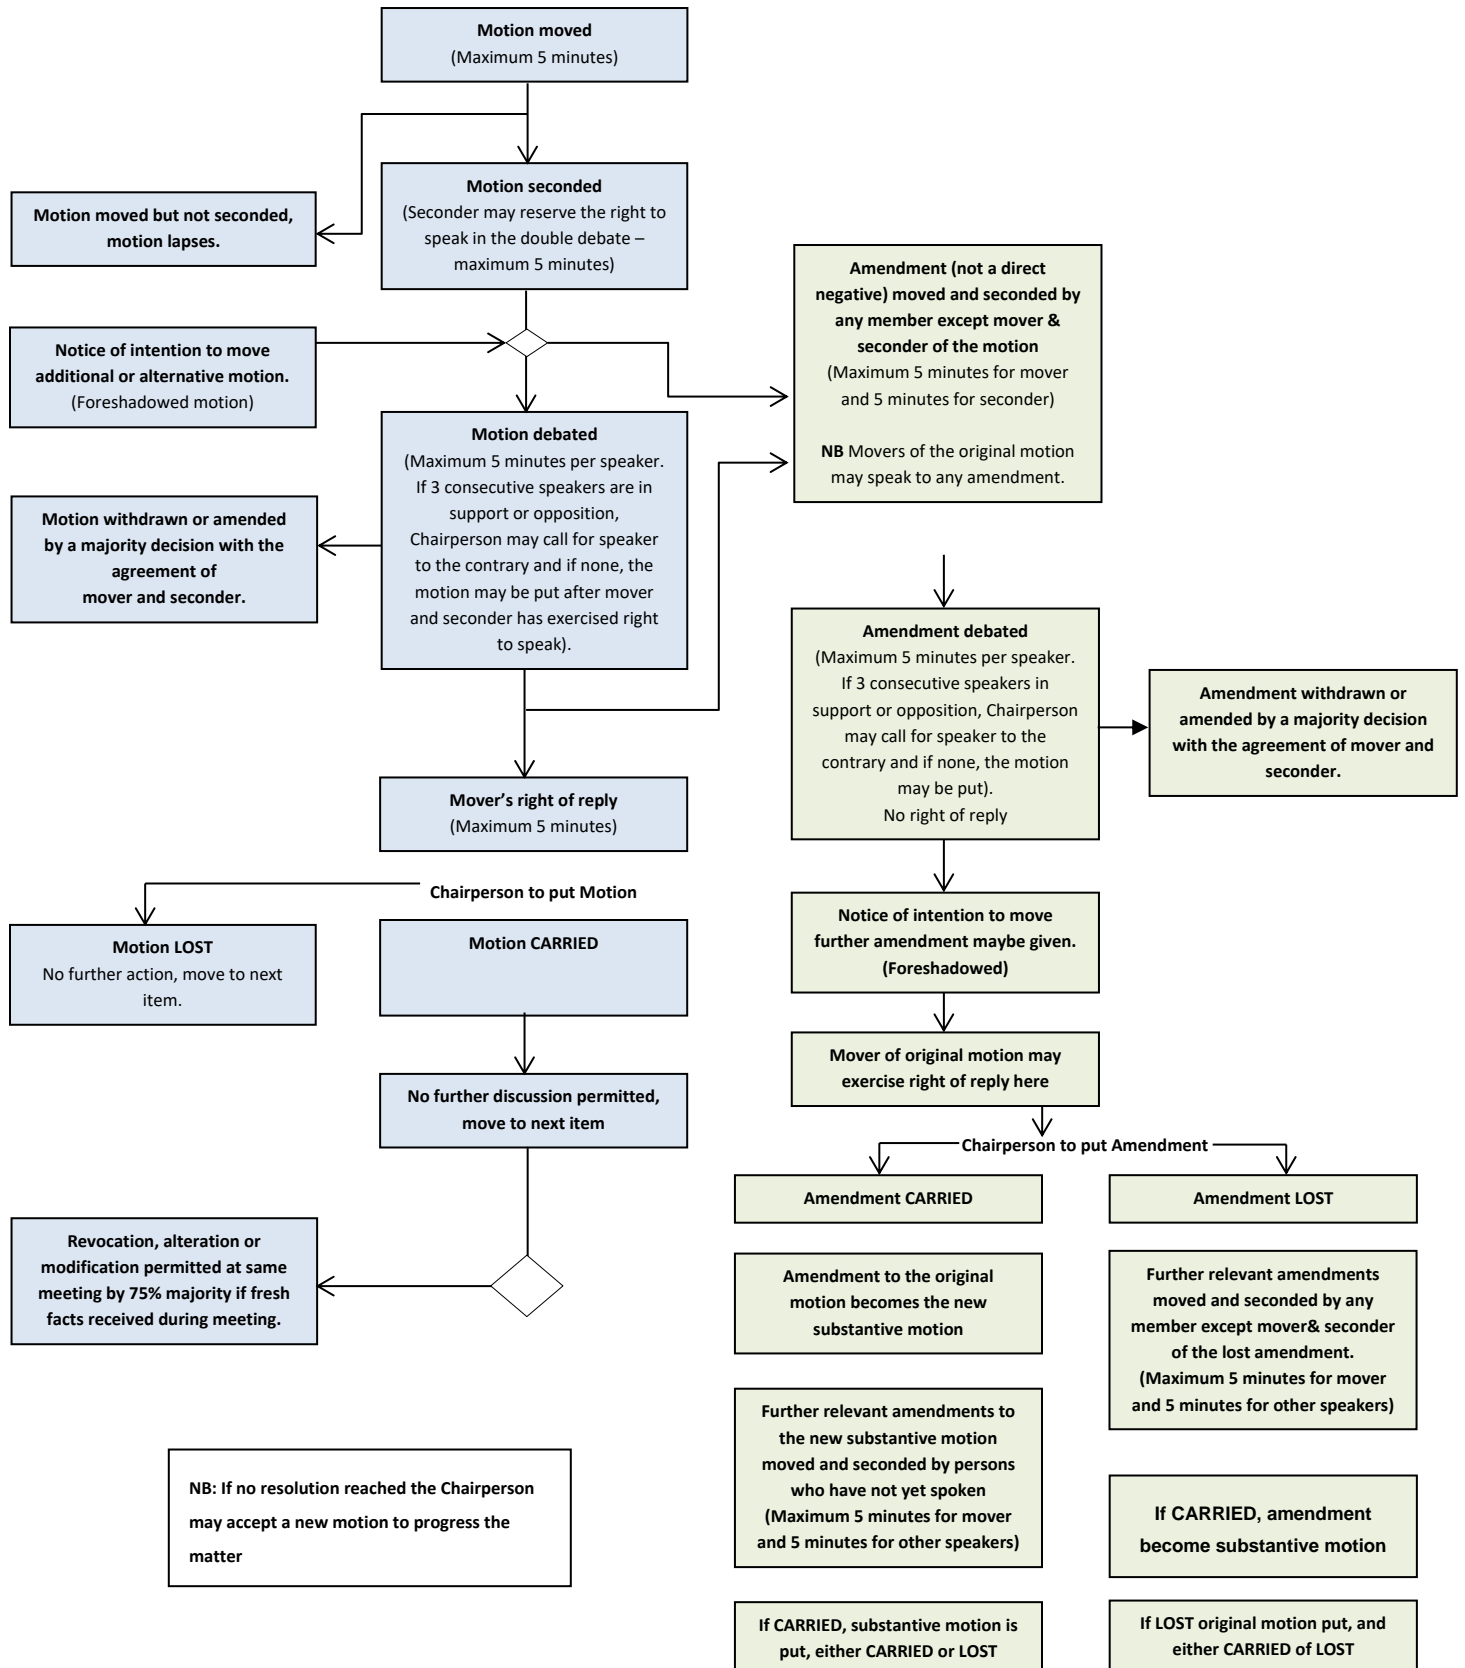 Motion moved
(Maximum 5 minutes)
Motion seconded
(Seconder may reserve the right to
speak in the double debate –
maximum 5 minutes)
Motion moved but not seconded,
motion lapses.
Notice of intention to move
additional or alternative motion.
(Foreshadowed motion)
Motion debated
(Maximum 5 minutes per speaker.
If 3 consecutive speakers are in
support or opposition,
Chairperson may call for speaker
to the contrary and if none, the
motion may be put after mover
and seconder has exercised right
to speak).
Motion withdrawn or amended
by a majority decision with the
agreement of
mover and seconder.
Mover’s right of reply
(Maximum 5 minutes)
Chairperson to put Motion
Motion LOST
No further action, move to next
item.
Motion CARRIED
No further discussion permitted,
move to next item
Revocation, alteration or
modification permitted at same
meeting by 75% majority if fresh
facts received during meeting.
NB: If no resolution reached the Chairperson
may accept a new motion to progress the
matter
Amendment (not a direct
negative) moved and seconded by
any member except mover &
seconder of the motion
(Maximum 5 minutes for mover
and 5 minutes for seconder)
NB Movers of the original motion
may speak to any amendment.
Amendment debated
(Maximum 5 minutes per speaker.
If 3 consecutive speakers in
support or opposition, Chairperson
may call for speaker to the
contrary and if none, the motion
may be put).
No right of reply
Amendment withdrawn or
amended by a majority decision
with the agreement of mover and
seconder.
Notice of intention to move
further amendment maybe given.
(Foreshadowed)
Mover of original motion may
exercise right of reply here
Chairperson to put Amendment
Amendment CARRIED
Amendment to the original
motion becomes the new
substantive motion
Further relevant amendments to
the new substantive motion
moved and seconded by persons
who have not yet spoken
(Maximum 5 minutes for mover
and 5 minutes for other speakers)
If CARRIED, substantive motion is
put, either CARRIED or LOST
Amendment LOST
Further relevant amendments
moved and seconded by any
member except mover& seconder
of the lost amendment.
(Maximum 5 minutes for mover
and 5 minutes for other speakers)
If CARRIED, amendment
become substantive motion
If LOST original motion put, and
either CARRIED of LOST